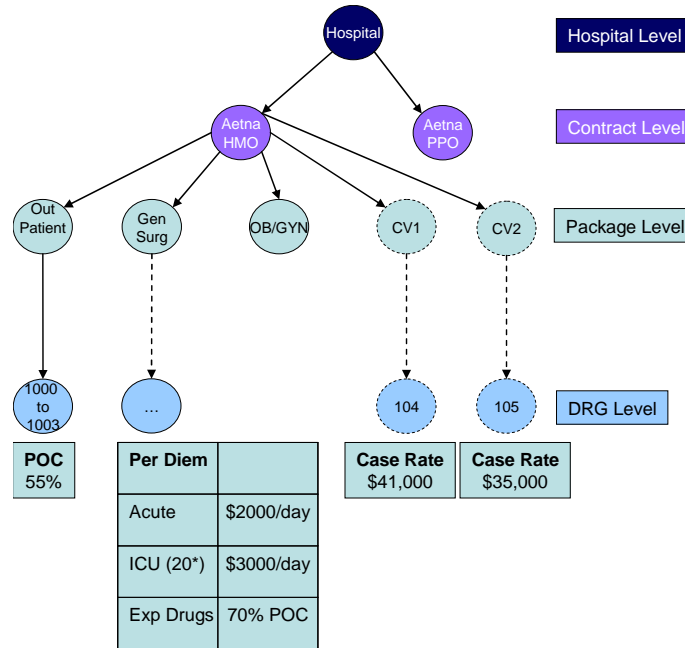 Hospital
Hospital Level
Aetna
HMO
Aetna
PPO
Contract Level
Out
Patient
Gen
Surg
OB/GYN
CV1
CV2
Package Level
1000
to
1003
...
104
105
DRG Level
POC
55%
Per Diem
Acute $2000/day
ICU (20*) $3000/day
Exp Drugs 70% POC
Case Rate
$41,000
Case Rate
$35,000